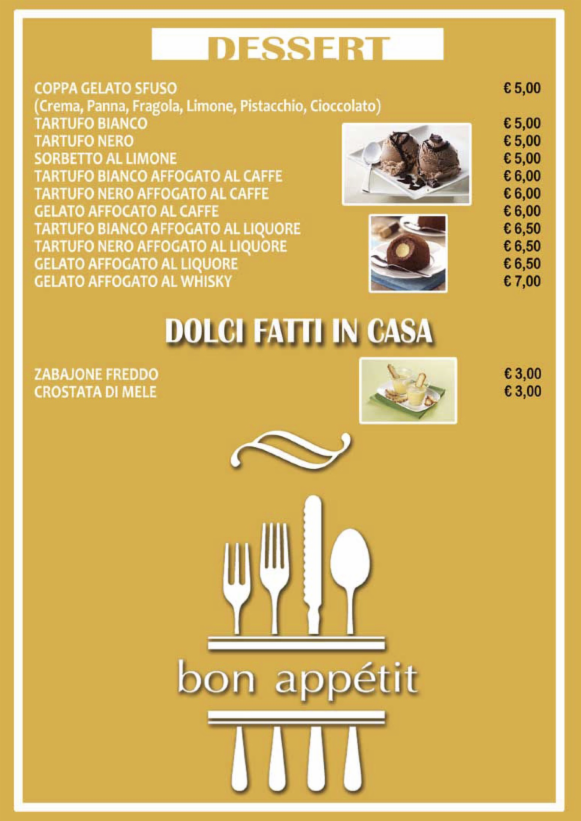 DESSERT
COPPA GELATO SFUSO € 5,00
(Crema, Panna, Fragola, Limone, Pistacchio, Cioccolato)
TARTUFO BIANCO € 5,00
TARTUFO NERO € 5,00
SORBETTO AL LIMONE € 5,00
TARTUFO BIANCO AFFOGATO AL CAFFE € 6,00
TARTUFO NERO AFFOGATO AL CAFFE € 6,00
GELATO AFFOCATO AL CAFFE € 6,00
TARTUFO BIANCO AFFOGATO AL LIQUORE € 6,50
TARTUFO NERO AFFOGATO AL LIQUORE € 6,50
GELATO AFFOGATO AL LIQUORE € 6,50
GELATO AFFOGATO AL WHISKY € 7,00
DOLCI FATTI IN CASA
ZABAJONE FREDDO € 3,00
CROSTATA DI MELE € 3,00
bon appétit